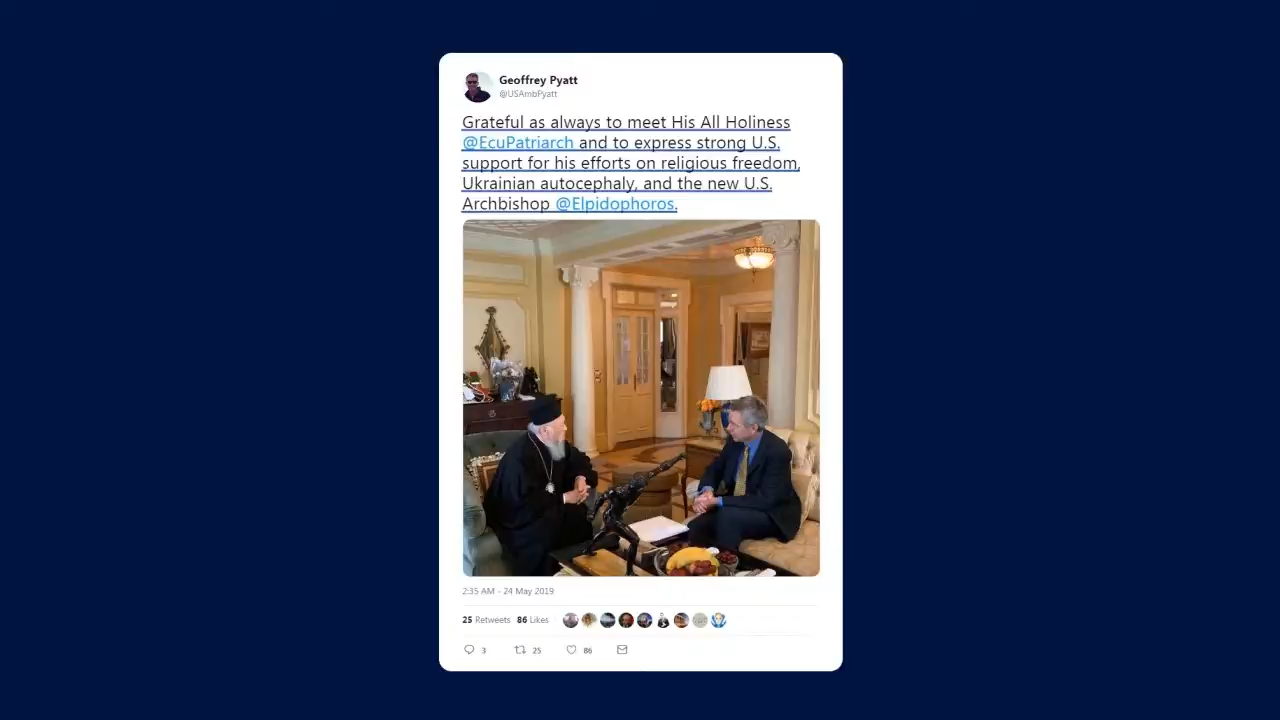 Geoffrey Pyatt
@USAmbPyatt
Grateful as always to meet His All Holiness
@EcuPatriarch and to express strong U.S.
support for his efforts on religious freedom,
Ukrainian autocephaly, and the new U.S.
Archbishop @Elpidophoros.
2:35 AM - 24 May 2019
25 Retweets 86 Likes
3 25 86